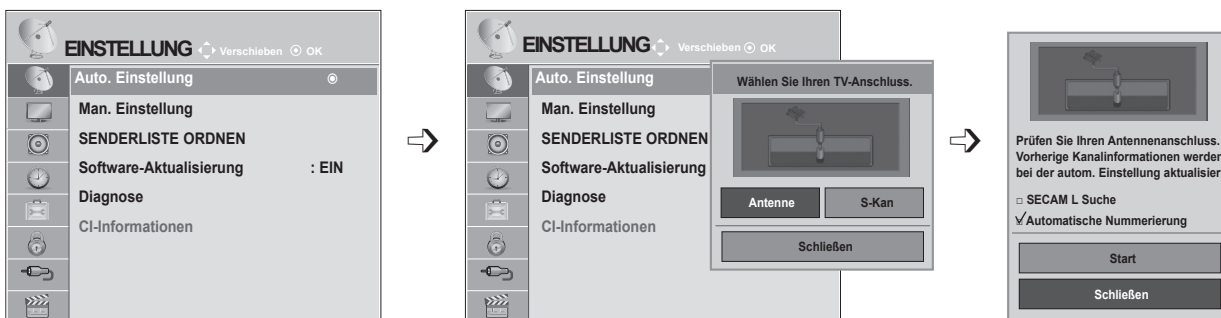 EINSTELLUNG Verschieben OK
Auto. Einstellung
Man. Einstellung
SENDERLISTE ORDNEN
Software-Aktualisierung : EIN
Diagnose
CI-Informationen
EINSTELLUNG Verschieben OK
Auto. Einstellung
Man. Einstellung
SENDERLISTE ORDNEN
Software-Aktualisierung
Diagnose
CI-Informationen
Wählen Sie Ihren TV-Anschluss.
Antenne S-Kan
Schließen
Prüfen Sie Ihren Antennenanschluss.
Vorherige Kanalinformationen werden
bei der autom. Einstellung aktualisier
SECAM L Suche
Automatische Nummerierung
Start
Schließen